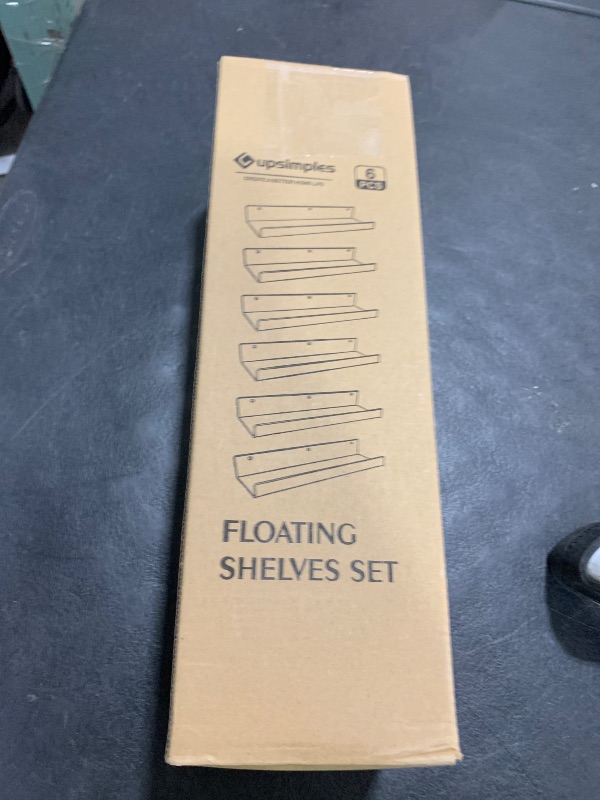 upsimples
6
PCS
FLOATING
SHELVES SET